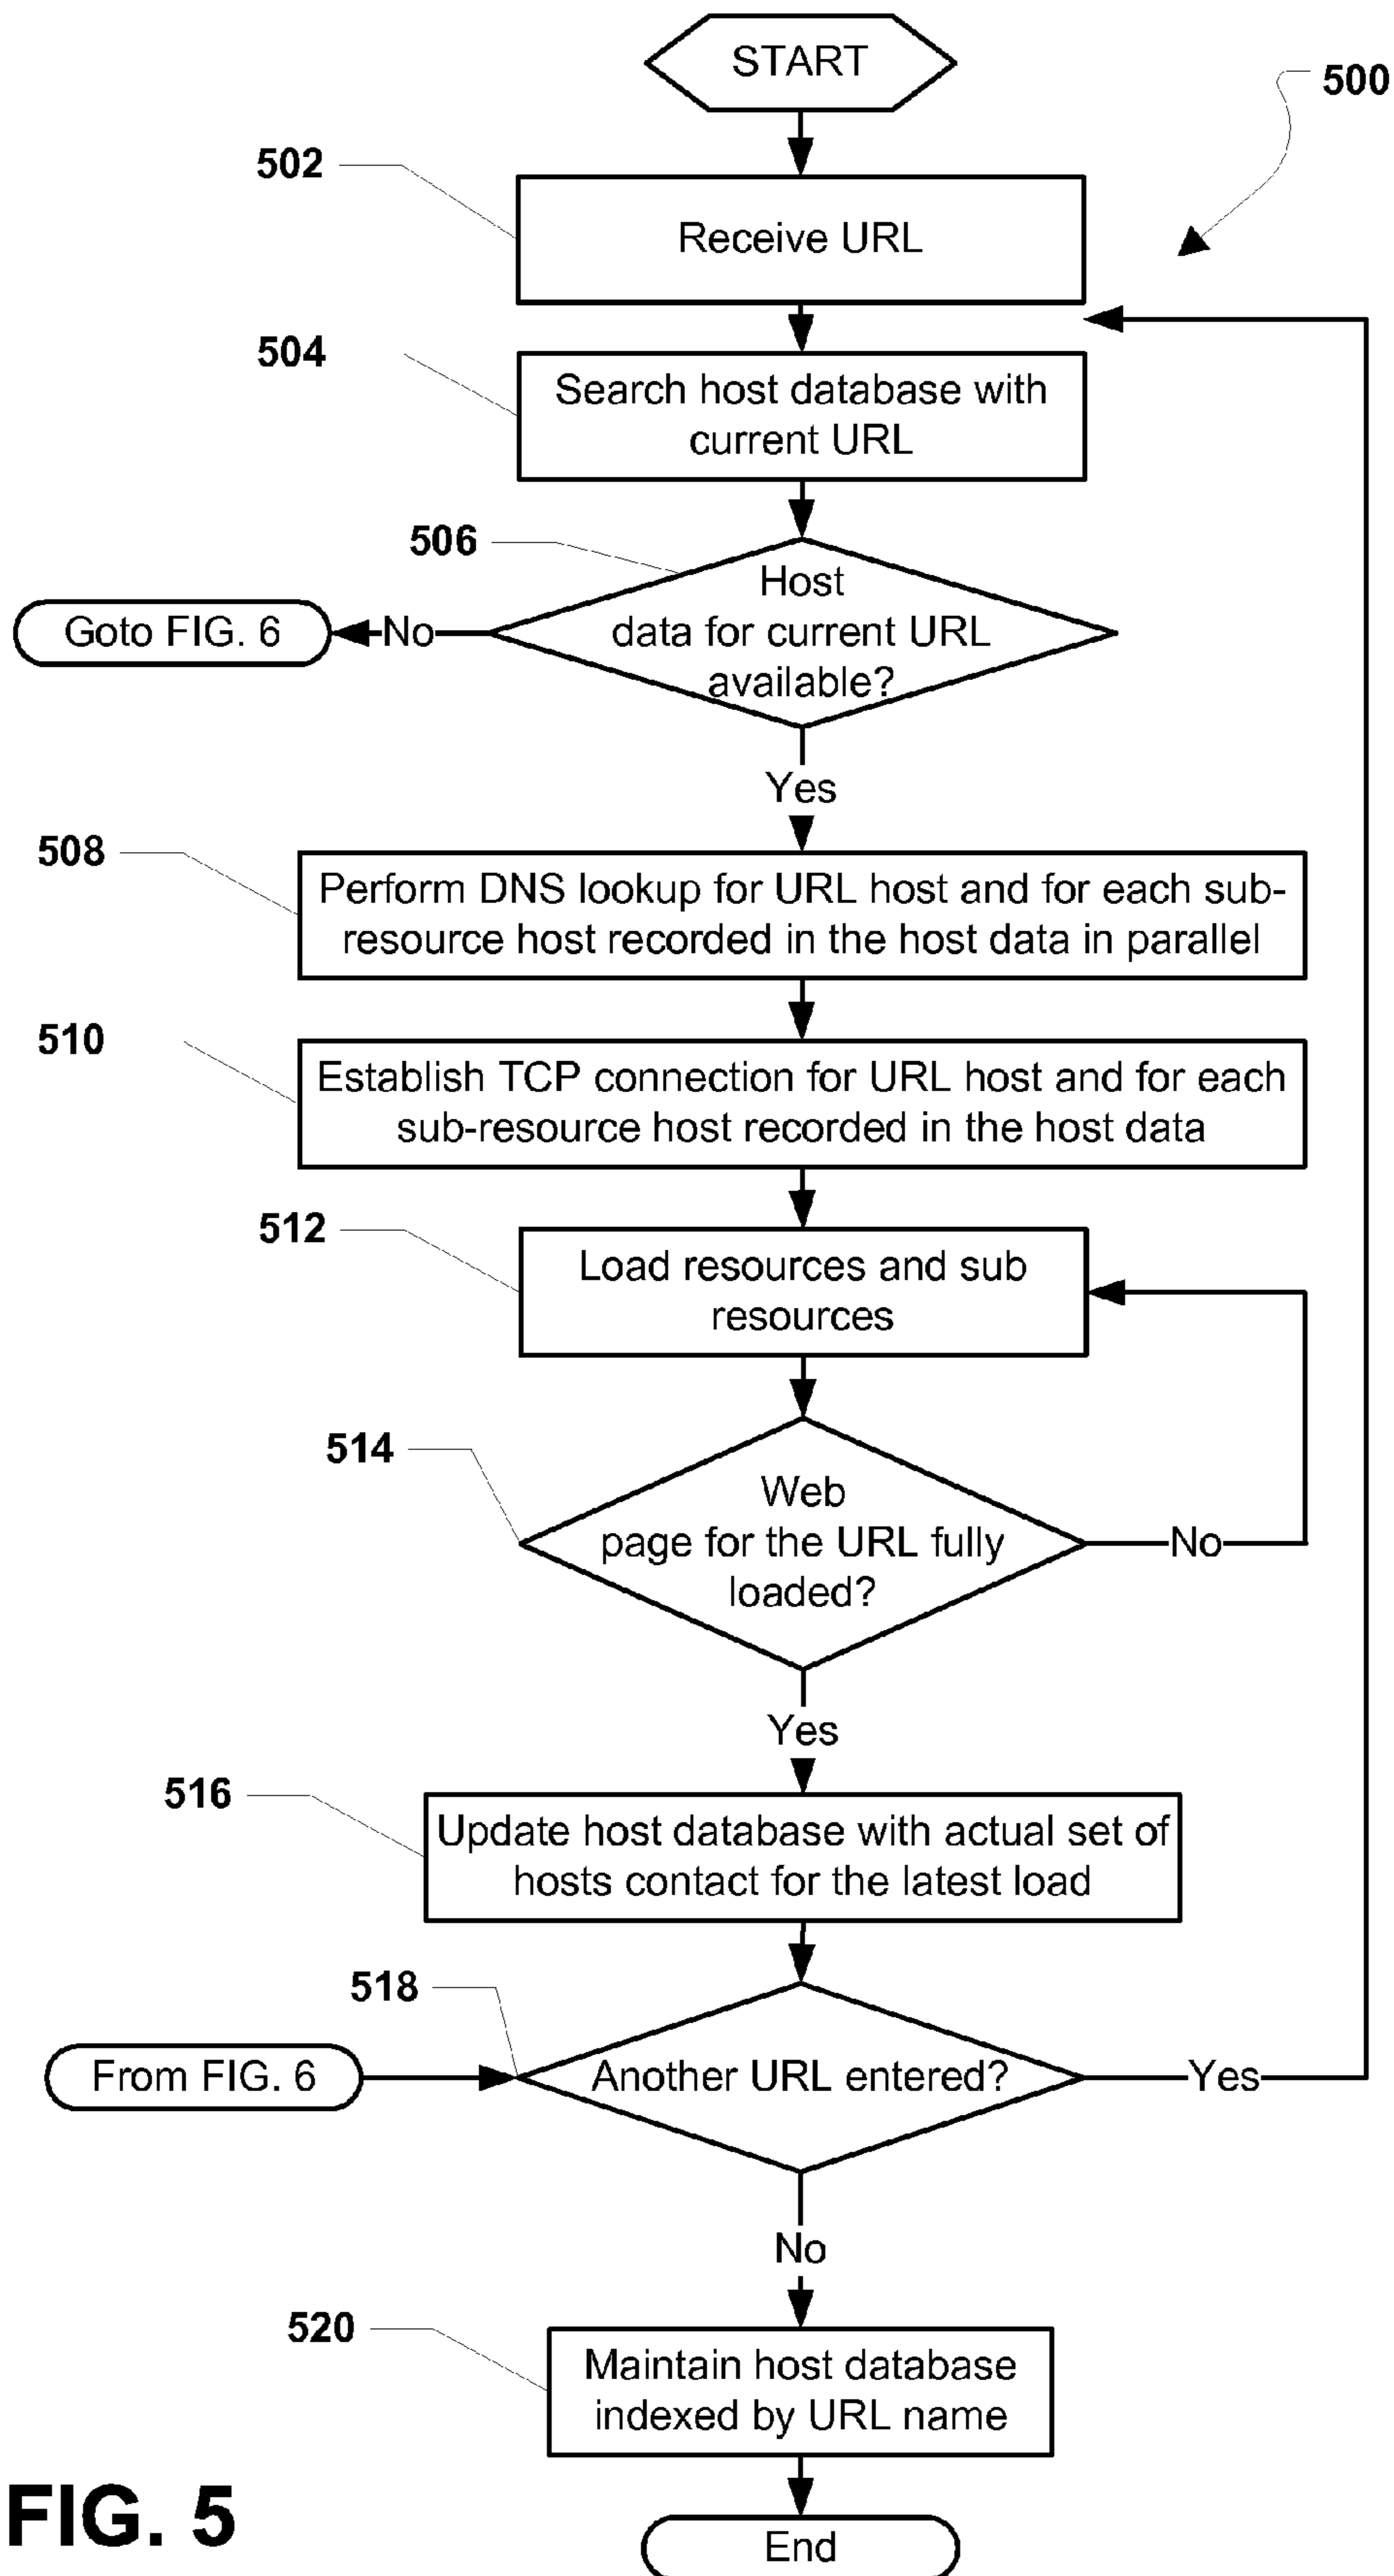 START
500
502
Receive URL
504
Search host database with
current URL
506
Host
data for current URL
available?
No
Goto FIG. 6
Yes
508
Perform DNS lookup for URL host and for each sub-
resource host recorded in the host data in parallel
510
Establish TCP connection for URL host and for each
sub-resource host recorded in the host data
512
Load resources and sub
resources
514
Web
page for the URL fully
loaded?
No
Yes
516
Update host database with actual set of
hosts contact for the latest load
518
From FIG. 6
Another URL entered?
Yes
No
520
Maintain host database
indexed by URL name
End
FIG. 5